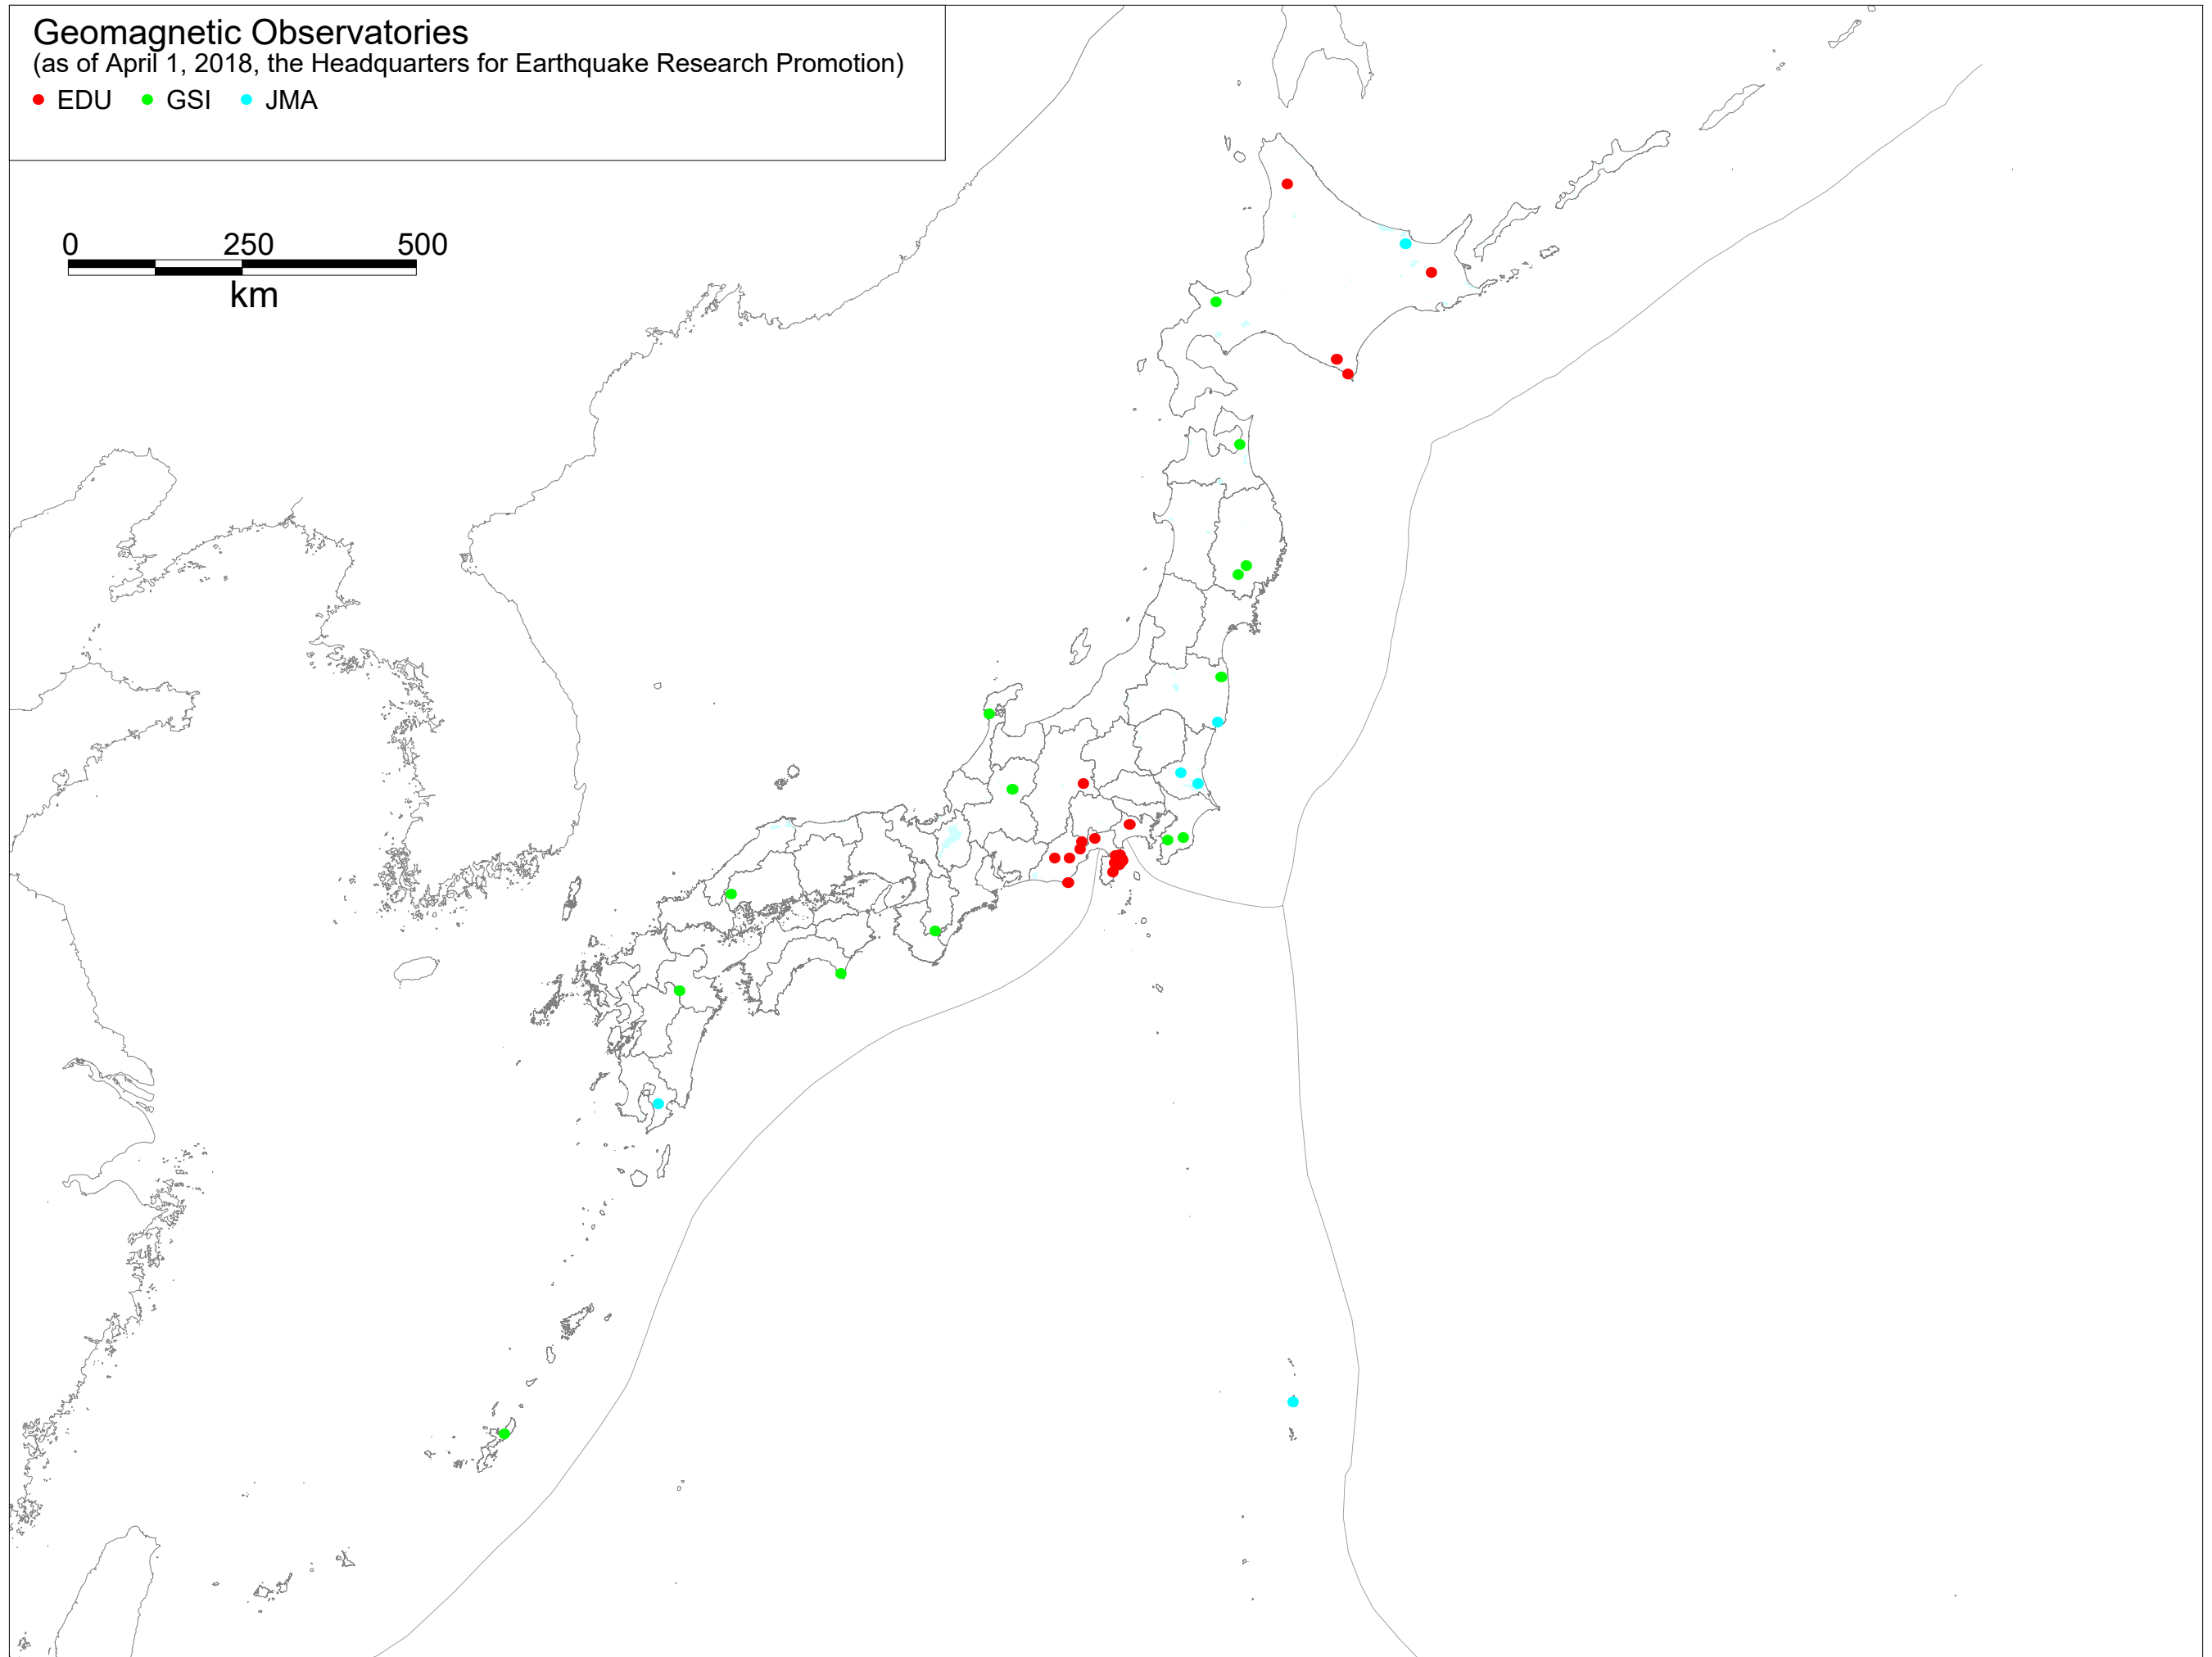 Geomagnetic Observatories
(as of April 1, 2018, the Headquarters for Earthquake Research Promotion)
EDU GSI JMA
0 250 500
km